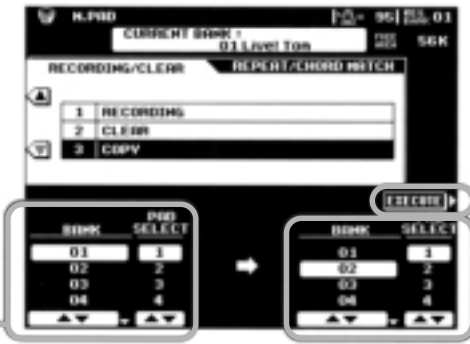 M.PAD 95 01
CURRENT BANK :
01 Live! Tom
56K
RECORDING/CLEAR REPEAT/CHORD MATCH
1 RECORDING
2 CLEAR
3 COPY
EXECUTE
BANK PAD SELECT BANK SELECT
01 1 01 1
02 2 02 2
03 3 03 3
04 4 04 4